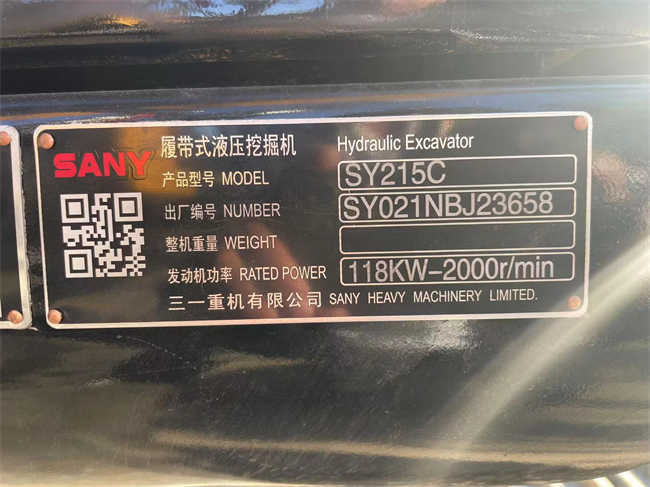 SANY 履带式液压挖掘机 Hydraulic Excavator
产品型号 MODEL SY215C
出厂编号 NUMBER SY021NBJ23658
整机重量 WEIGHT
发动机功率 RATED POWER 118KW-2000r/min
三一重机有限公司 SANY HEAVY MACHINERY LIMITED.